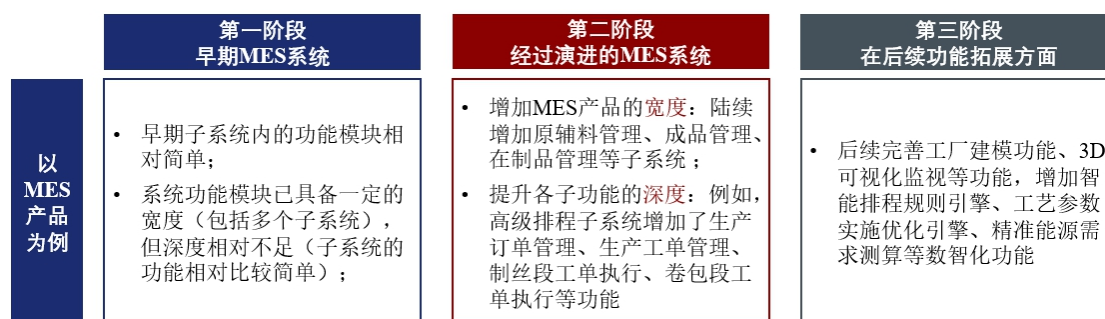 第一阶段
早期MES系统
第二阶段
经过演进的MES系统
第三阶段
在后续功能拓展方面
以
MES
产品
为例
• 早期子系统内的功能模块相
对简单；
• 系统功能模块已具备一定的
宽度（包括多个子系统），
但深度相对不足（子系统的
功能相对比较简单）；
• 增加MES产品的宽度：陆续
增加原辅料管理、成品管理、
在制品管理等子系统；
• 提升各子功能的深度：例如，
高级排程子系统增加了生产
订单管理、生产工单管理、
制丝段工单执行、卷包段工
单执行等功能
• 后续完善工厂建模功能、3D
可视化监视等功能，增加智
能排程规则引擎、工艺参数
实施优化引擎、精准能源需
求测算等数智化功能